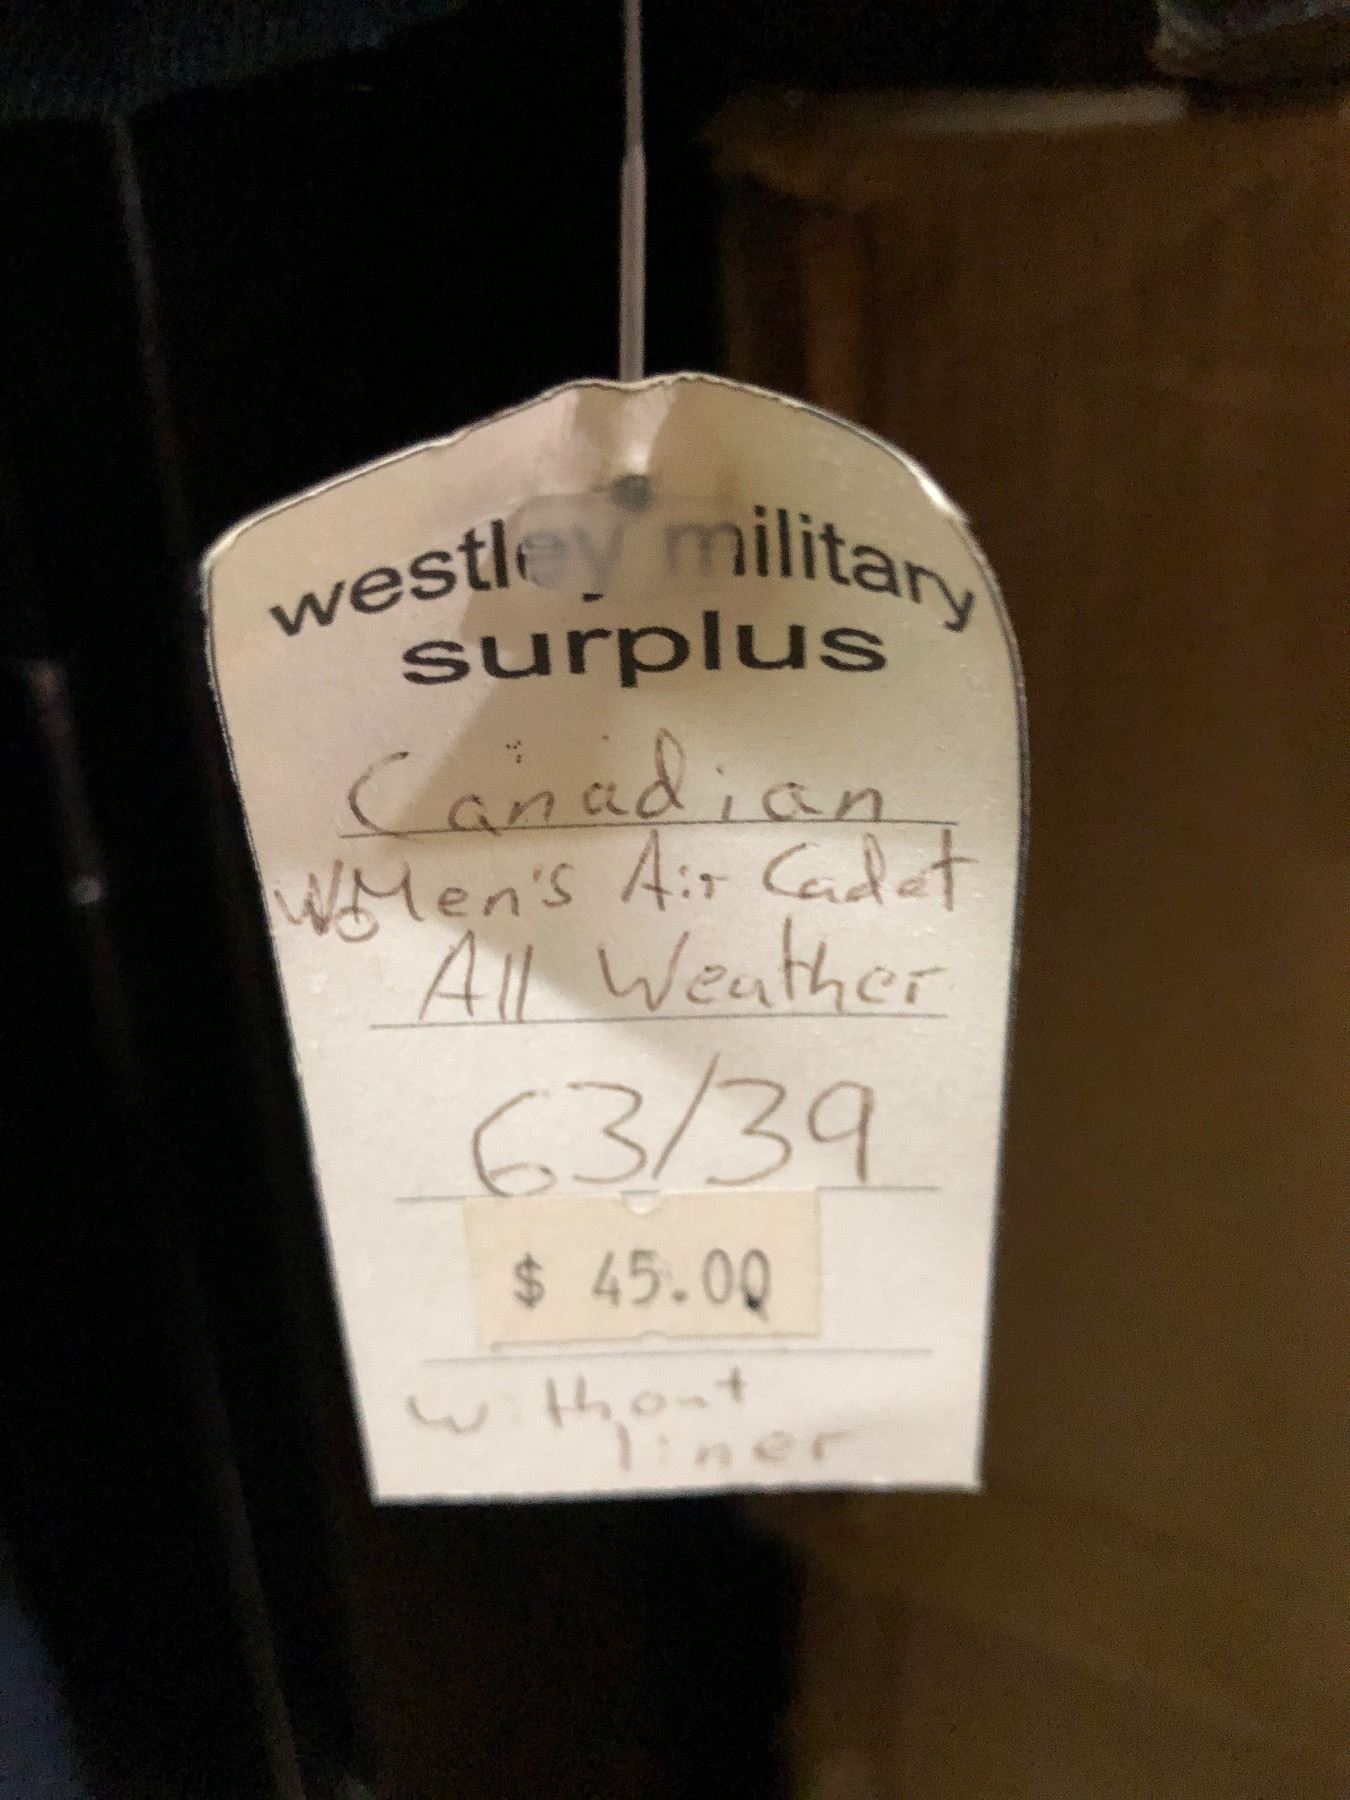 westley military
surplus
Canadian
WoMen's Air Cadet
All Weather
63/39
$ 45.00
without
liner